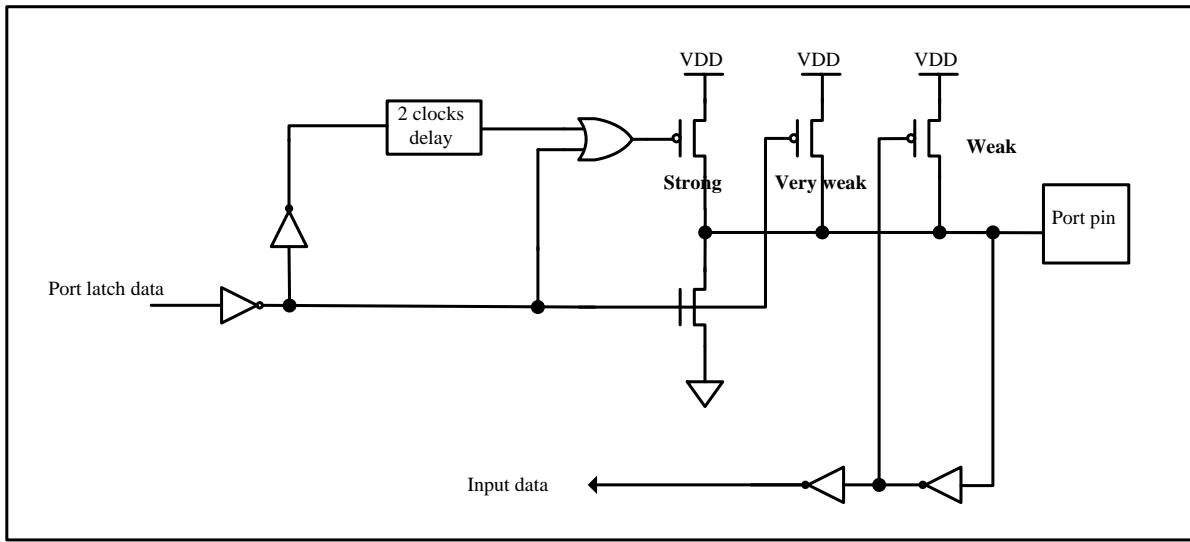 VDD
VDD
VDD
2 clocks
delay
Weak
Strong
Very weak
Port pin
Port latch data
Input data